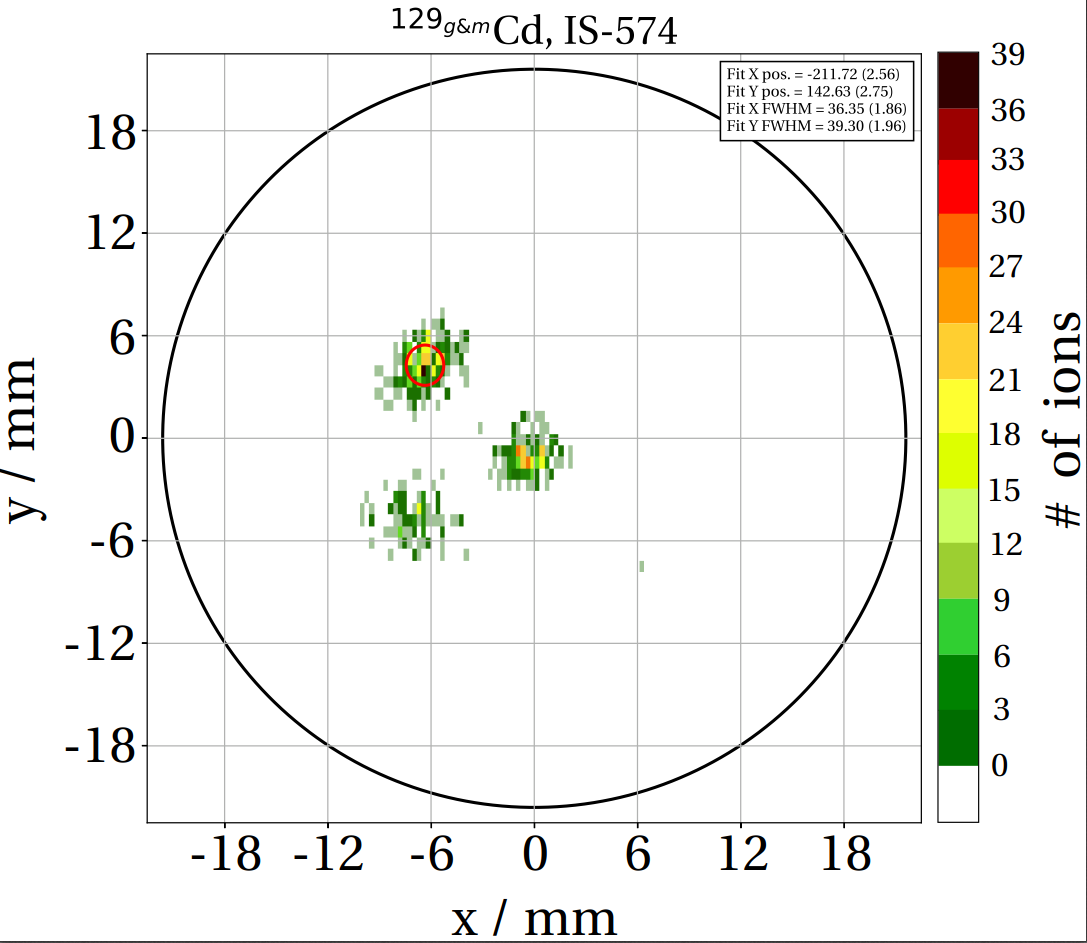 129g&mCd, IS-574
Fit X pos. = -211.72 (2.56)
Fit Y pos. = 142.63 (2.75)
Fit X FWHM = 36.35 (1.86)
Fit Y FWHM = 39.30 (1.96)
18
12
6
0
-6
-12
-18
y / mm
-18 -12 -6 0 6 12 18
x / mm
39
36
33
30
27
24
21
18
15
12
9
6
3
0
# of ions